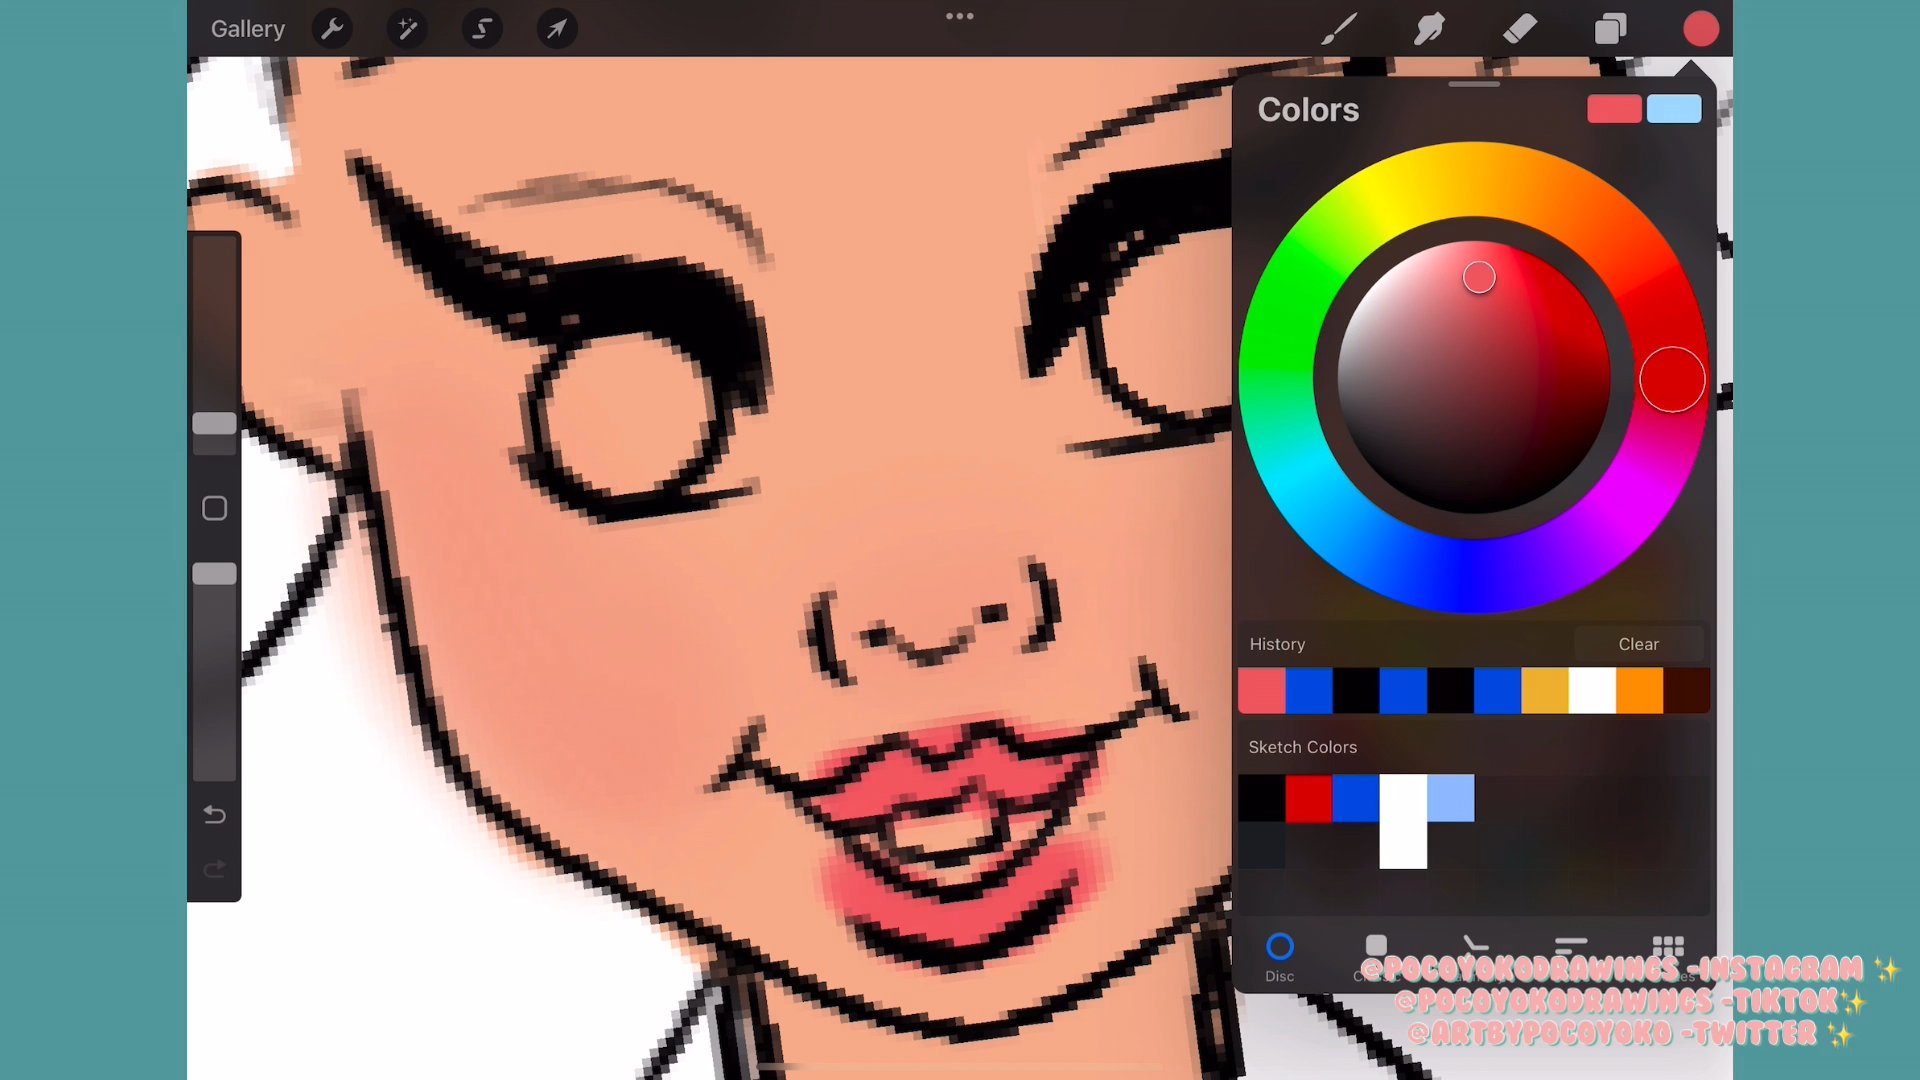 Gallery
Colors
History
Clear
Sketch Colors
Disc
@POCOYOKODRAWINGS -INSTAGRAM ✨
@POCOYOKODRAWINGS -TIKTOK✨
@ARTBYPOCOYOKO -TWITTER ✨